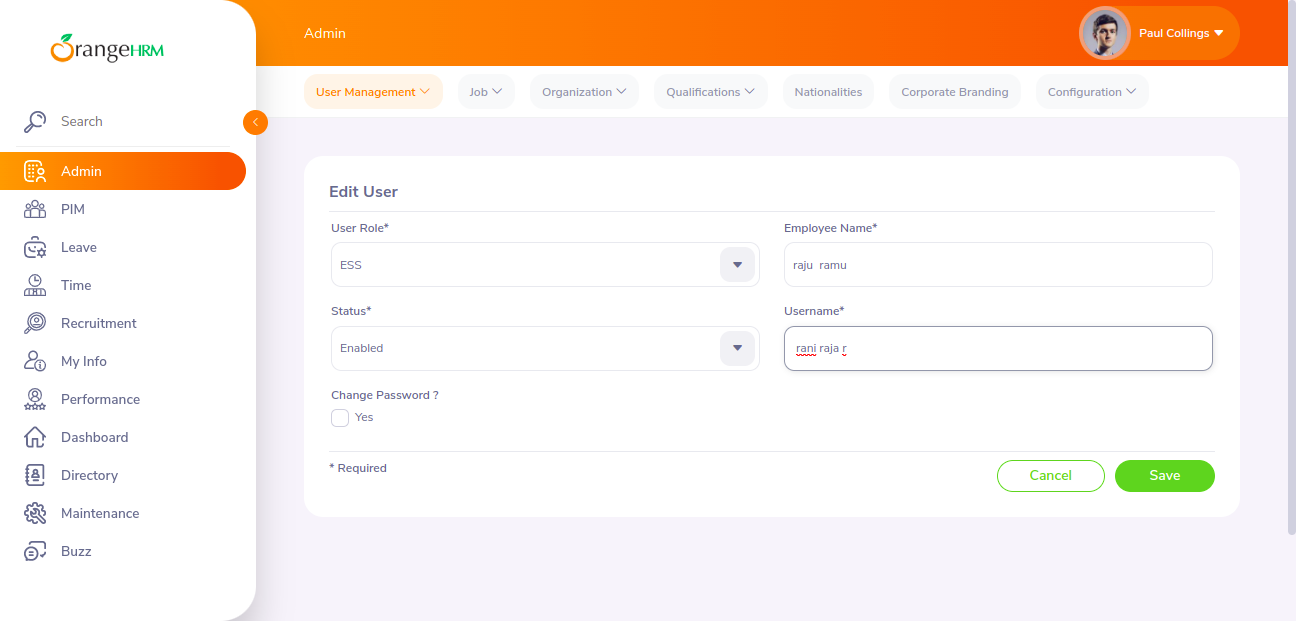 OrangeHRM
Admin
Paul Collings
User Management
Job
Organization
Qualifications
Nationalities
Corporate Branding
Configuration
Search
Admin
PIM
Leave
Time
Recruitment
My Info
Performance
Dashboard
Directory
Maintenance
Buzz
Edit User
User Role*
Employee Name*
ESS
raju  ramu
Status*
Username*
Enabled
rani raja r
Change Password ?
Yes
* Required
Cancel
Save